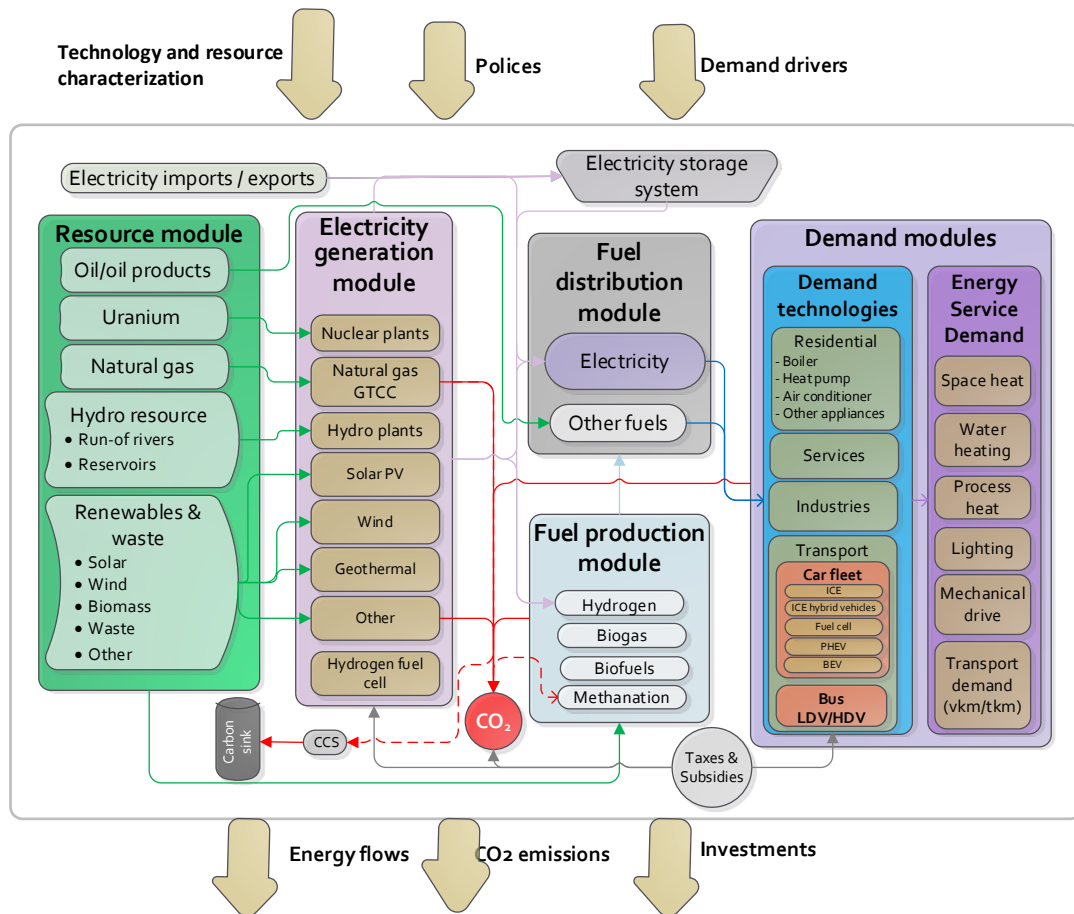 Technology and resource
characterization
Polices
Demand drivers
Electricity imports / exports
Electricity storage
system
Resource module
Oil/oil products
Uranium
Natural gas
Hydro resource
• Run-of rivers
• Reservoirs
Renewables &
waste
• Solar
• Wind
• Biomass
• Waste
• Other
Electricity
generation
module
Nuclear plants
Natural gas
GTCC
Hydro plants
Solar PV
Wind
Geothermal
Other
Hydrogen fuel
cell
Fuel
distribution
module
Electricity
Other fuels
Fuel production
module
Hydrogen
Biogas
Biofuels
Methanation
Demand modules
Demand
technologies
Residential
- Boiler
- Heat pump
- Air conditioner
- Other appliances
Services
Industries
Transport
Car fleet
ICE
ICE hybrid vehicles
Fuel cell
PHEV
BEV
Bus
LDV/HDV
Energy
Service
Demand
Space heat
Water
heating
Process
heat
Lighting
Mechanical
drive
Transport
demand
(vkm/tkm)
Carbon
sink
CCS
CO₂
Taxes &
Subsidies
Energy flows
CO2 emissions
Investments